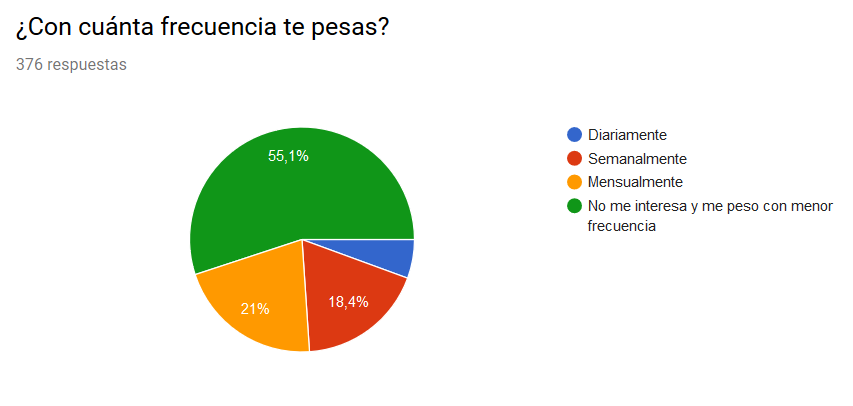 ¿Con cuánta frecuencia te pesas?
376 respuestas
55,1%
21%
18,4%
Diariamente
Semanalmente
Mensualmente
No me interesa y me peso con menor
frecuencia